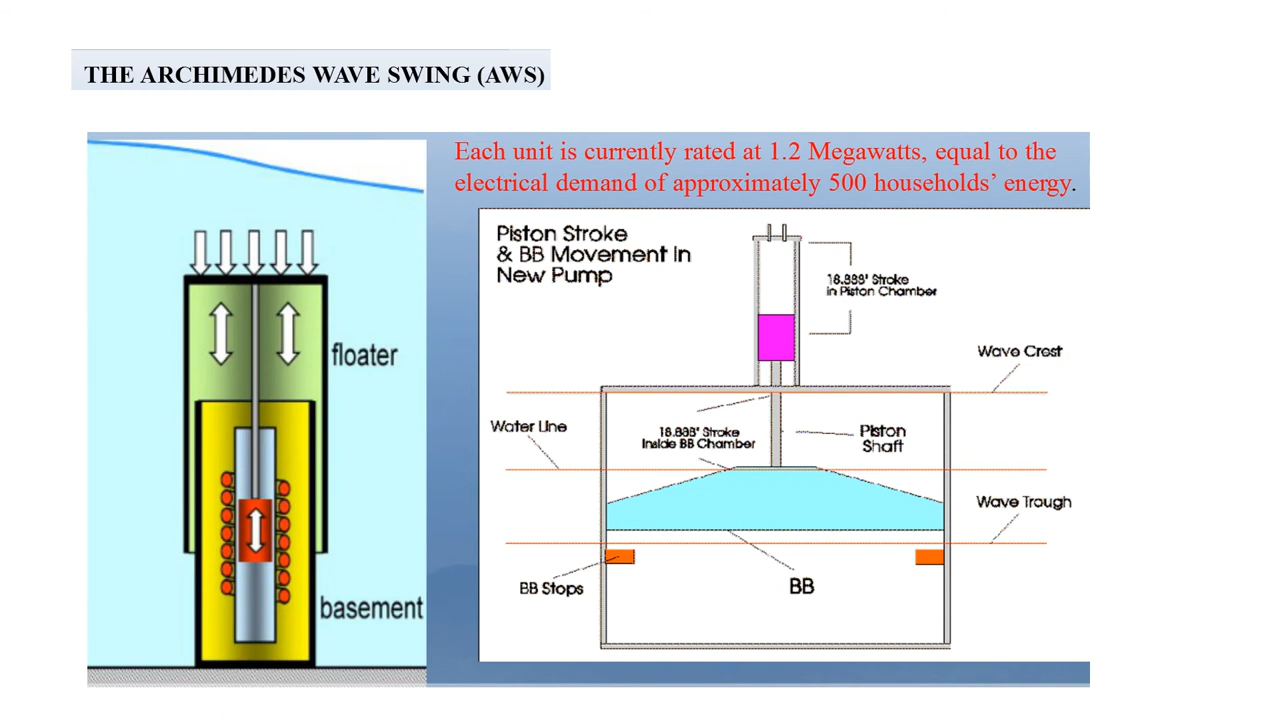 THE ARCHIMEDES WAVE SWING (AWS)
Each unit is currently rated at 1.2 Megawatts, equal to the
electrical demand of approximately 500 households’ energy.
floater
basement
Piston Stroke
& BB Movement in
New Pump
18.888" Stroke
in Piston Chamber
Wave Crest
Water Line
18.888" Stroke
Inside BB Chamber
Piston
Shaft
Wave Trough
BB Stops
BB